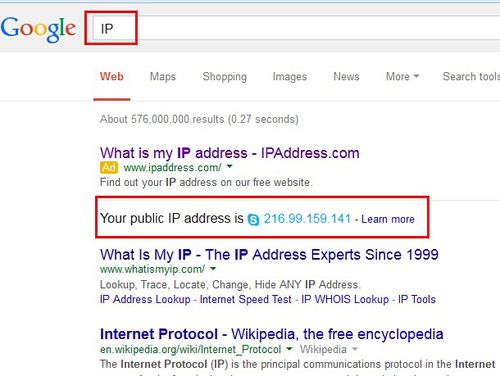 Google IP
Web Maps Shopping Images News More Search tools
About 576,000,000 results (0.27 seconds)
What is my IP address - IPAddress.com
Ad www.ipaddress.com/
Find out your IP address on our free website.
Your public IP address is 216.99.159.141 - Learn more
What Is My IP - The IP Address Experts Since 1999
www.whatismyip.com/
Lookup, Trace, Locate, Change, Hide ANY IP Address.
IP Address Lookup - Internet Speed Test - IP WHOIS Lookup - IP Tools
Internet Protocol - Wikipedia, the free encyclopedia
en.wikipedia.org/wiki/Internet_Protocol Wikipedia
The Internet Protocol (IP) is the principal communications protocol in the Internet